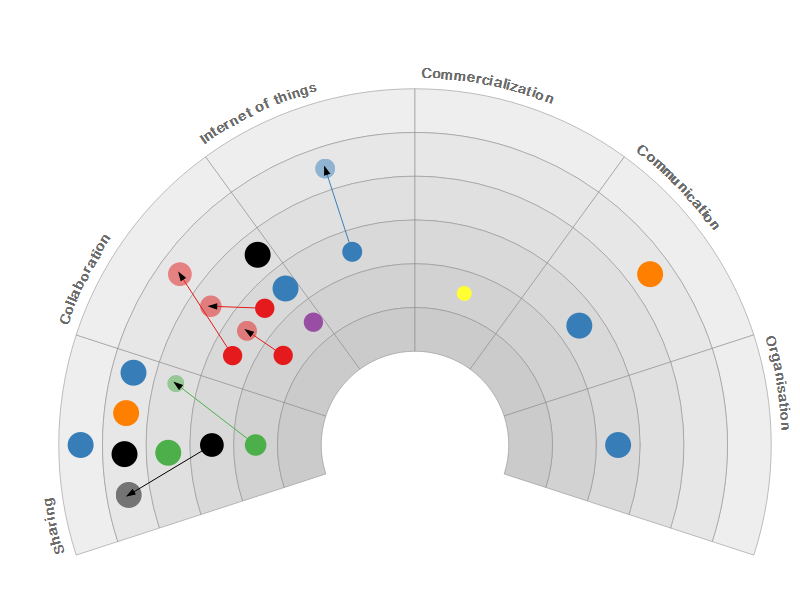 Sharing
Collaboration
Internet of things
Commercialization
Communication
Organisation